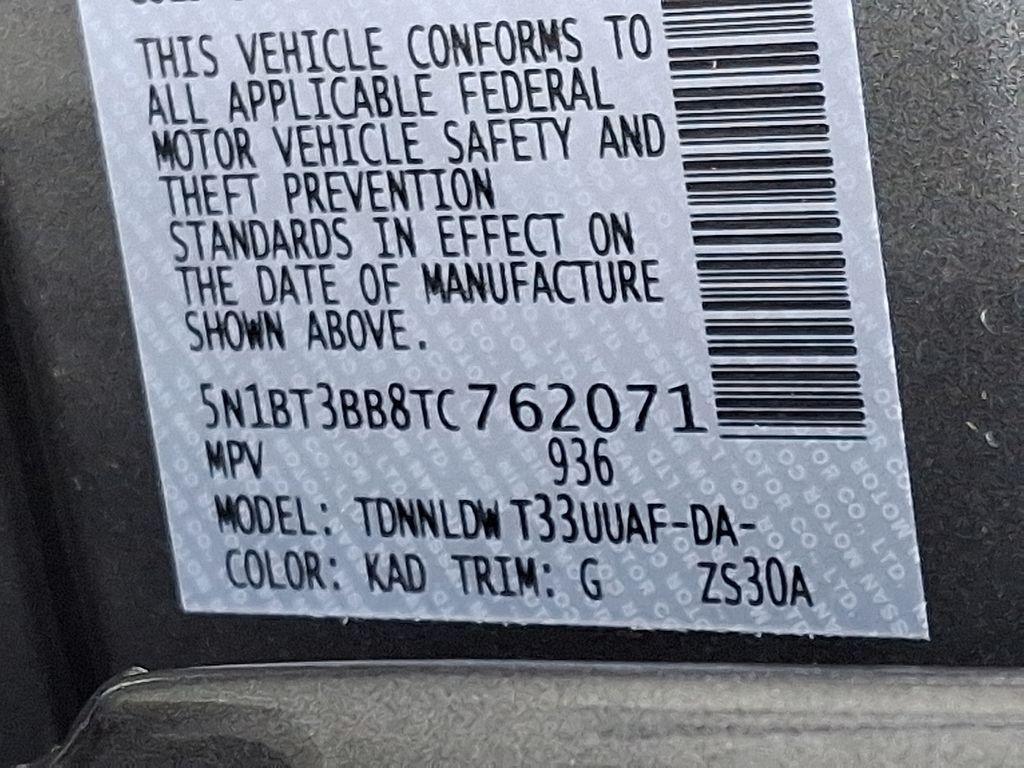 THIS VEHICLE CONFORMS TO
ALL APPLICABLE FEDERAL
MOTOR VEHICLE SAFETY AND
THEFT PREVENTION
STANDARDS IN EFFECT ON
THE DATE OF MANUFACTURE
SHOWN ABOVE.
5N1BT3BB8TC762071
MPV 936
MODEL: TDNNLDW T33UUAF-DA-
COLOR: KAD TRIM: G ZS30A